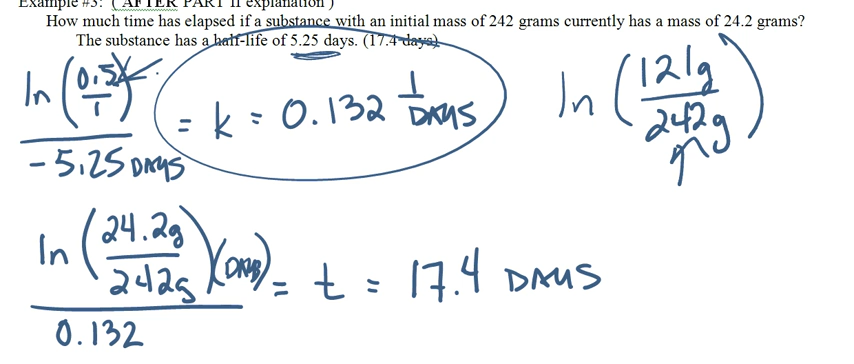 Example #3: ( AFTER PART II explanation )
How much time has elapsed if a substance with an initial mass of 242 grams currently has a mass of 24.2 grams?
The substance has a half-life of 5.25 days. (17.4 days)
ln (0.5/1) / -5.25 DAYS = k = 0.132 1/DAYS
ln (121g/242g)
ln (24.2g/242g)(DAYS) / 0.132 = t = 17.4 DAYS